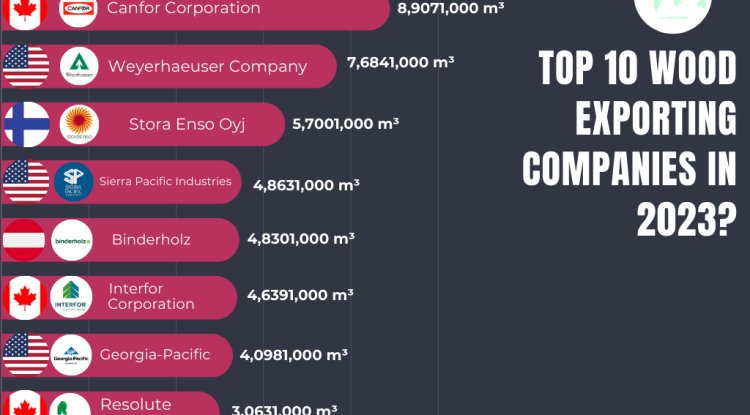 CANFOR
Canfor Corporation
8,9071,000 m³
Weyerhaeuser
Weyerhaeuser Company
7,6841,000 m³
TOP 10 WOOD
EXPORTING
COMPANIES IN
2023?
storaenso
Stora Enso Oyj
5,7001,000 m³
SIERRA
PACIFIC
Sierra Pacific Industries
4,8631,000 m³
binderholz
Binderholz
4,8301,000 m³
INTERFOR
Interfor
Corporation
4,6391,000 m³
Georgia-Pacific
Georgia-Pacific
4,0981,000 m³
Resolute
3,0631,000 m³